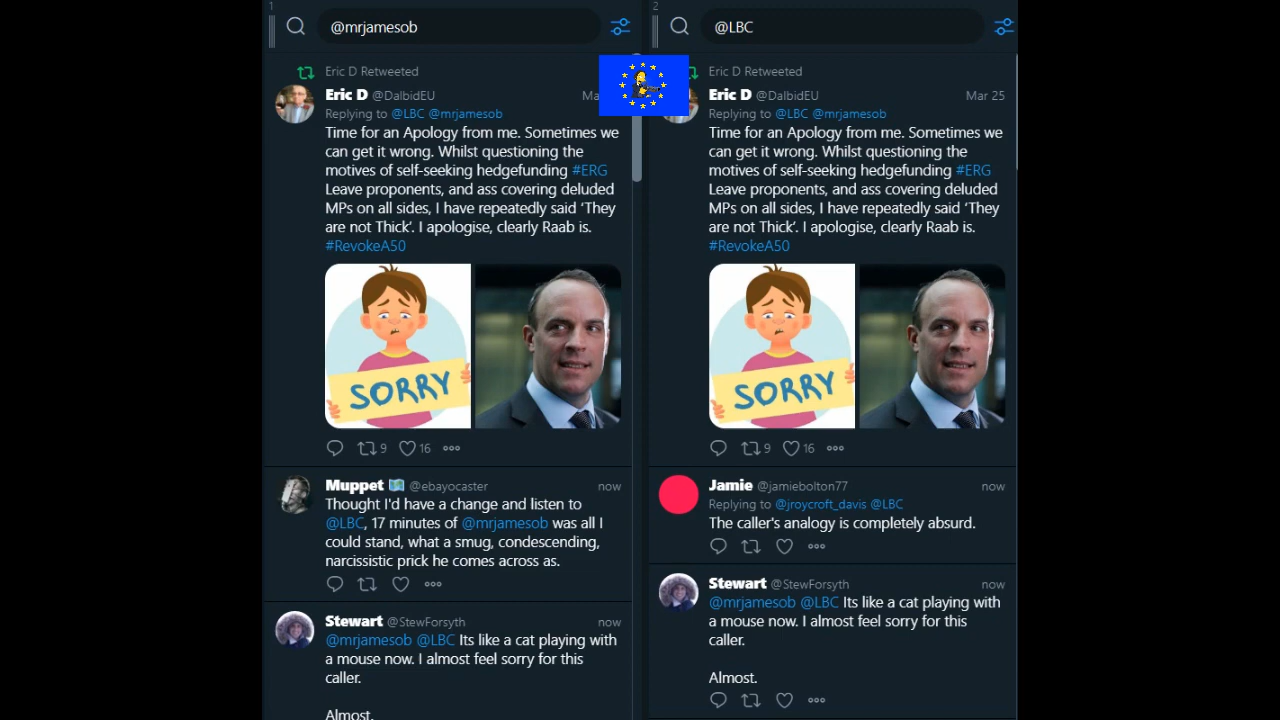 1
@mrjamesob
Eric D Retweeted
Eric D @DalbidEU Ma
Replying to @LBC @mrjamesob
Time for an Apology from me. Sometimes we
can get it wrong. Whilst questioning the
motives of self-seeking hedgefunding #ERG
Leave proponents, and ass covering deluded
MPs on all sides, I have repeatedly said ‘They
are not Thick’. I apologise, clearly Raab is.
#RevokeA50
SORRY
9 16
Muppet @ebayocaster now
Thought I'd have a change and listen to
@LBC, 17 minutes of @mrjamesob was all I
could stand, what a smug, condescending,
narcissistic prick he comes across as.
Stewart @StewForsyth now
@mrjamesob @LBC Its like a cat playing with
a mouse now. I almost feel sorry for this
caller.
Almost.
2
@LBC
Eric D Retweeted
Eric D @DalbidEU Mar 25
Replying to @LBC @mrjamesob
Time for an Apology from me. Sometimes we
can get it wrong. Whilst questioning the
motives of self-seeking hedgefunding #ERG
Leave proponents, and ass covering deluded
MPs on all sides, I have repeatedly said ‘They
are not Thick’. I apologise, clearly Raab is.
#RevokeA50
SORRY
9 16
Jamie @jamiebolton77 now
Replying to @jroycroft_davis @LBC
The caller's analogy is completely absurd.
Stewart @StewForsyth now
@mrjamesob @LBC Its like a cat playing with
a mouse now. I almost feel sorry for this
caller.
Almost.